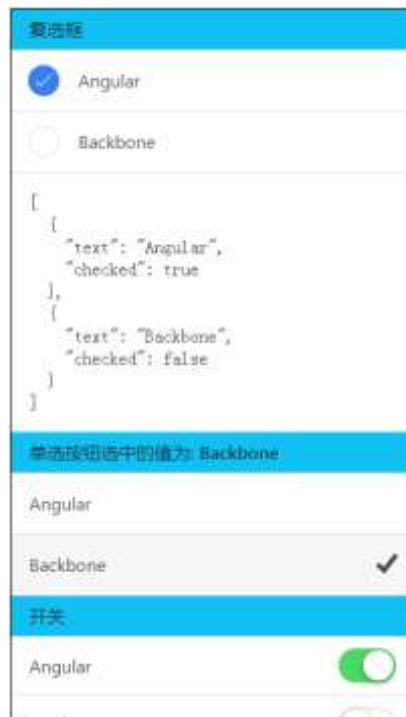 复选框
Angular
Backbone
[
{
"text": "Angular",
"checked": true
},
{
"text": "Backbone",
"checked": false
}
]
单选按钮选中的值为: Backbone
Angular
Backbone
开关
Angular